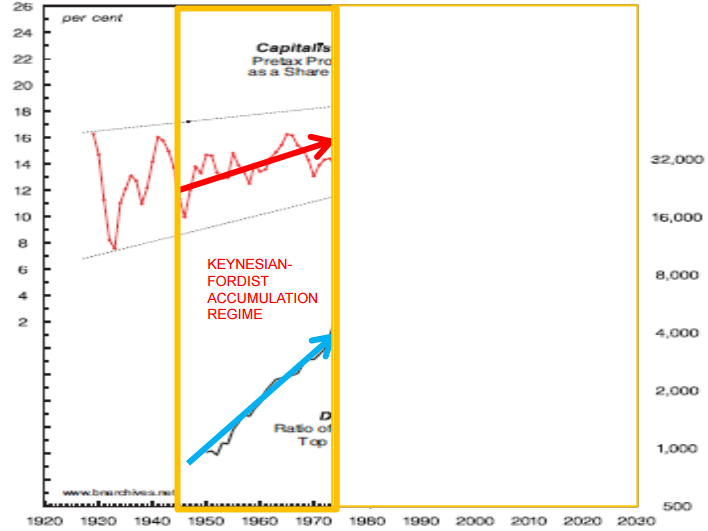 26
per cent
24
22
20
18
16
14
12
10
8
6
4
2
Capitalis
Pretax Pro
as a Share
KEYNESIAN-
FORDIST
ACCUMULATION
REGIME
D
Ratio of
Top
32,000
16,000
8,000
4,000
2,000
1,000
500
www.bnarchives.net
1920 1930 1940 1950 1960 1970 1980 1990 2000 2010 2020 2030